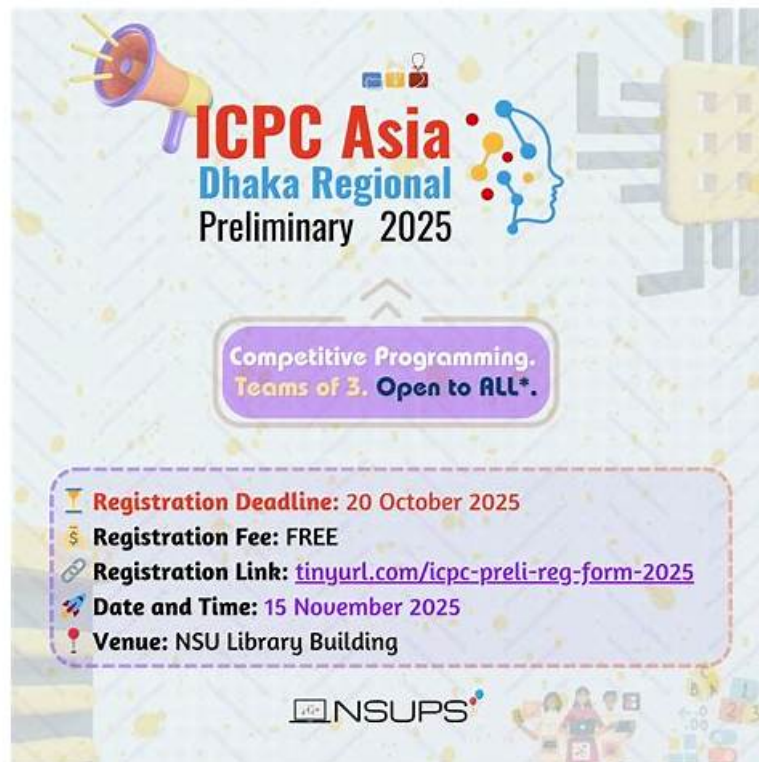 ICPC Asia
Dhaka Regional
Preliminary 2025
Competitive Programming.
Teams of 3. Open to ALL*.
Registration Deadline: 20 October 2025
Registration Fee: FREE
Registration Link: tinyurl.com/icpc-preli-reg-form-2025
Date and Time: 15 November 2025
Venue: NSU Library Building
NSUPS